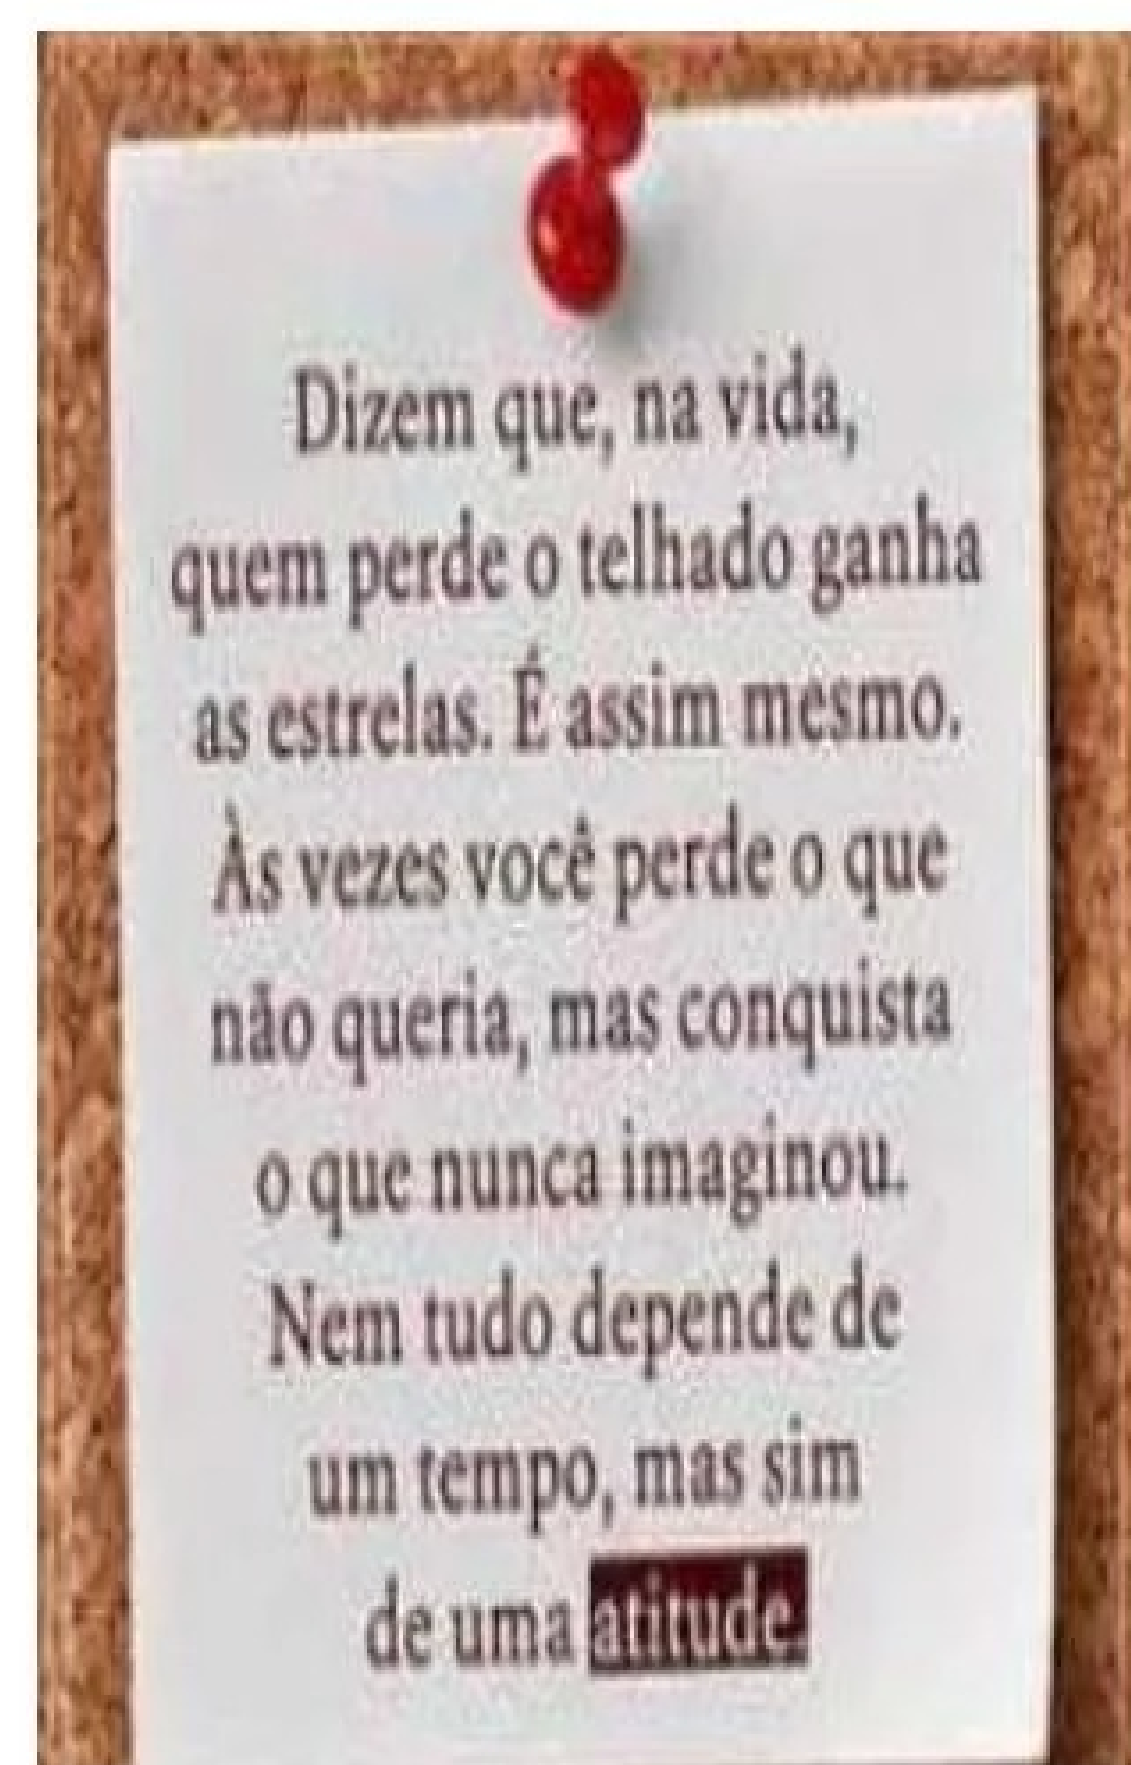 Dizem que, na vida,
quem perde o telhado ganha
as estrelas. É assim mesmo.
Às vezes você perde o que
não queria, mas conquista
o que nunca imaginou.
Nem tudo depende de
um tempo, mas sim
de uma atitude.